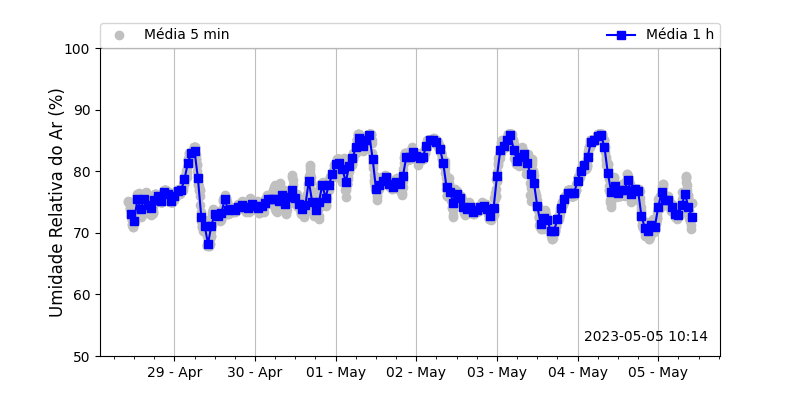 Média 5 min Média 1 h
100
90
80
70
60
50
Umidade Relativa do Ar (%)
2023-05-05 10:14
29 - Apr 30 - Apr 01 - May 02 - May 03 - May 04 - May 05 - May